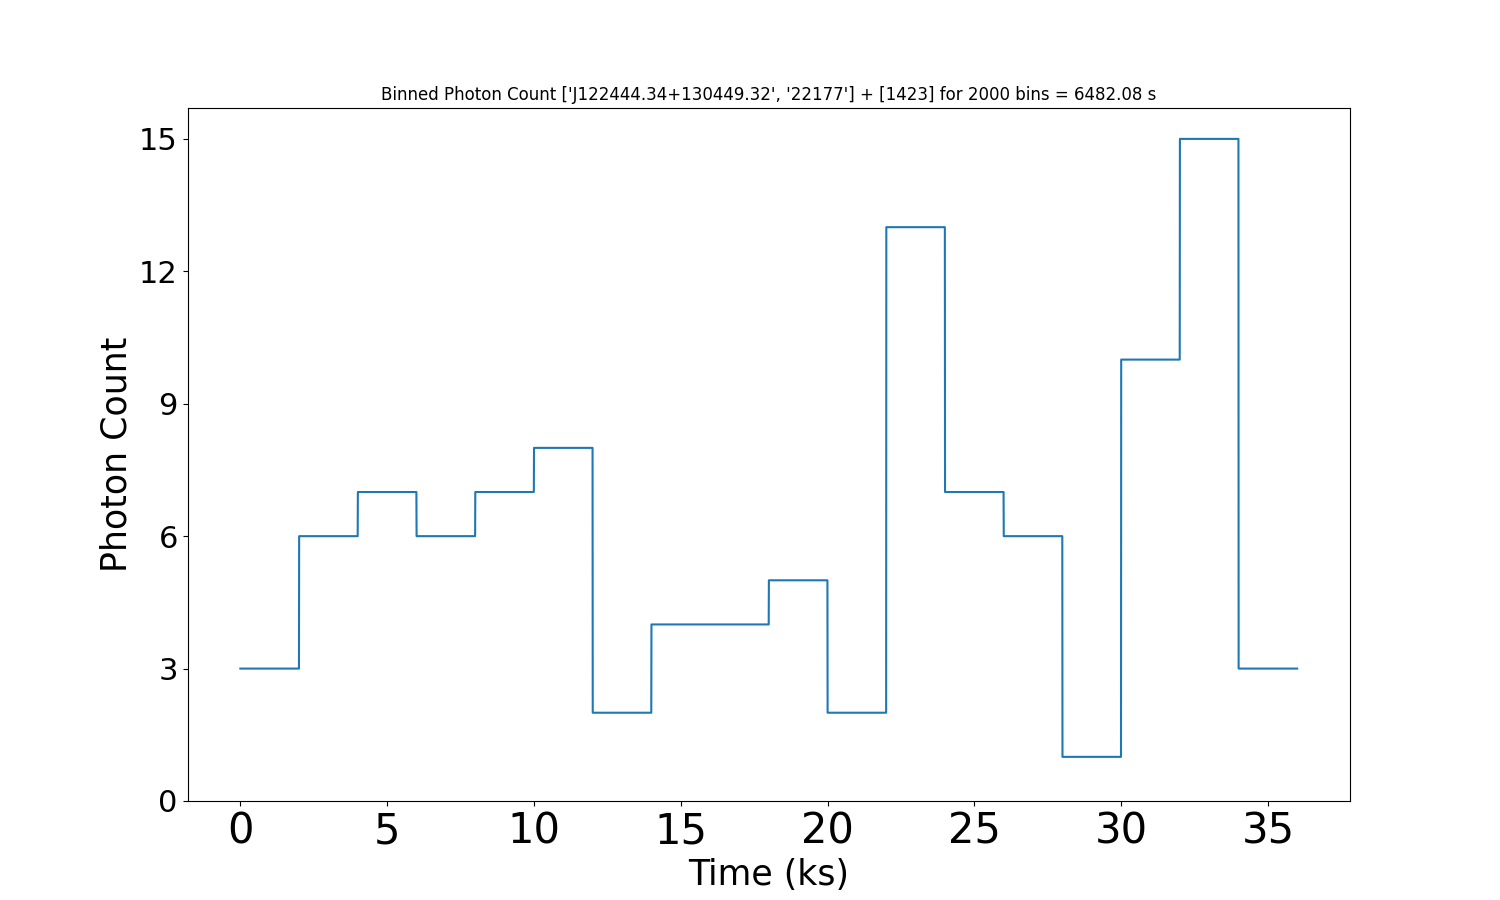 Binned Photon Count ['J122444.34+130449.32', '22177'] + [1423] for 2000 bins = 6482.08 s
15
12
9
6
3
0
Photon Count
0 5 10 15 20 25 30 35
Time (ks)